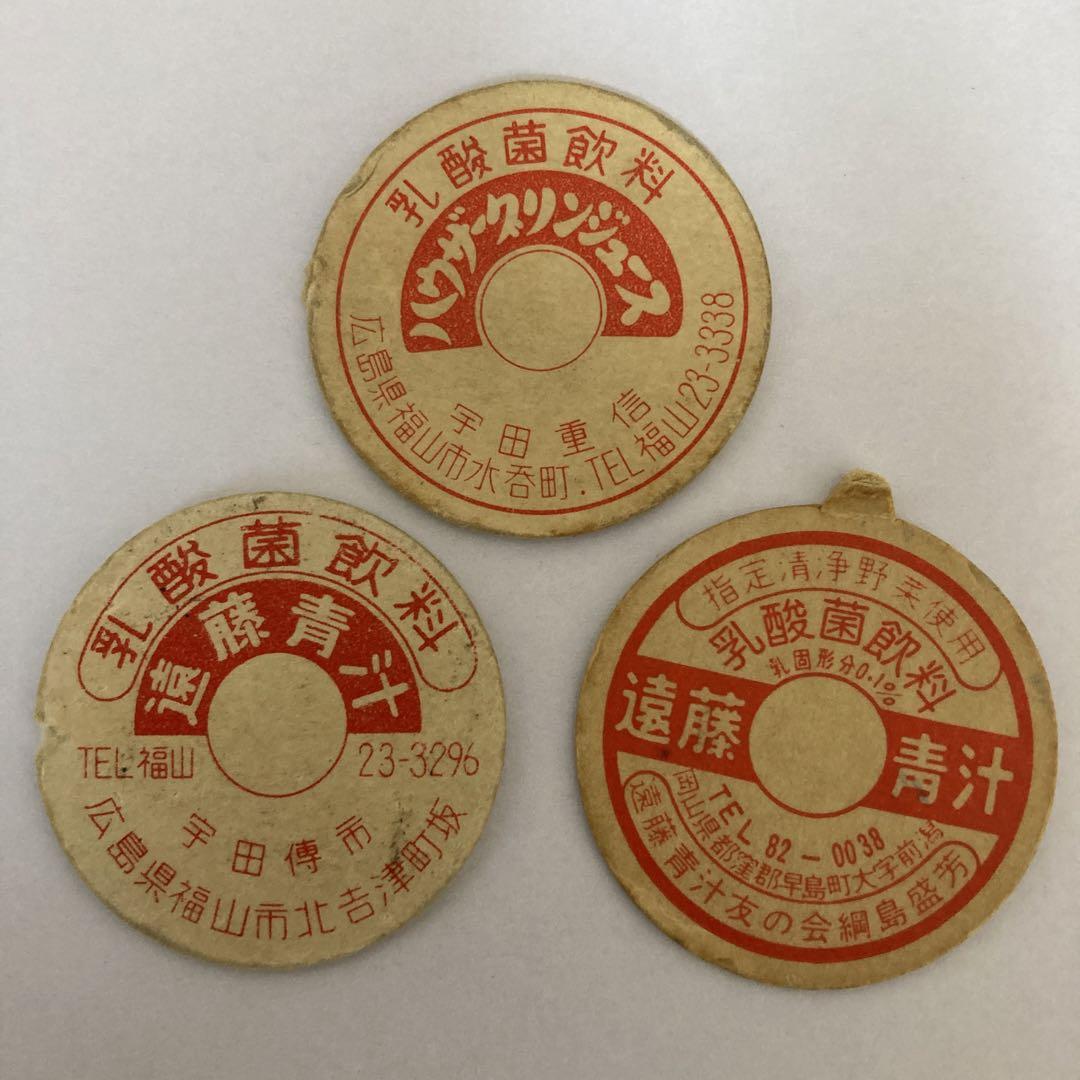 乳酸菌飲料
ハウザーグリンジュース
宇田重信
広島県福山市水呑町.TEL福山23-3338
乳酸菌飲料
遠藤青汁
TEL福山 23-3296
宇田傳市
広島県福山市北吉津町坂
指定清浄野菜使用
乳酸菌飲料
乳固形分0.1%
遠藤 青汁
TEL 82-0038
岡山県都窪郡早島町大字前潟
遠藤青汁友の会綱島盛芳